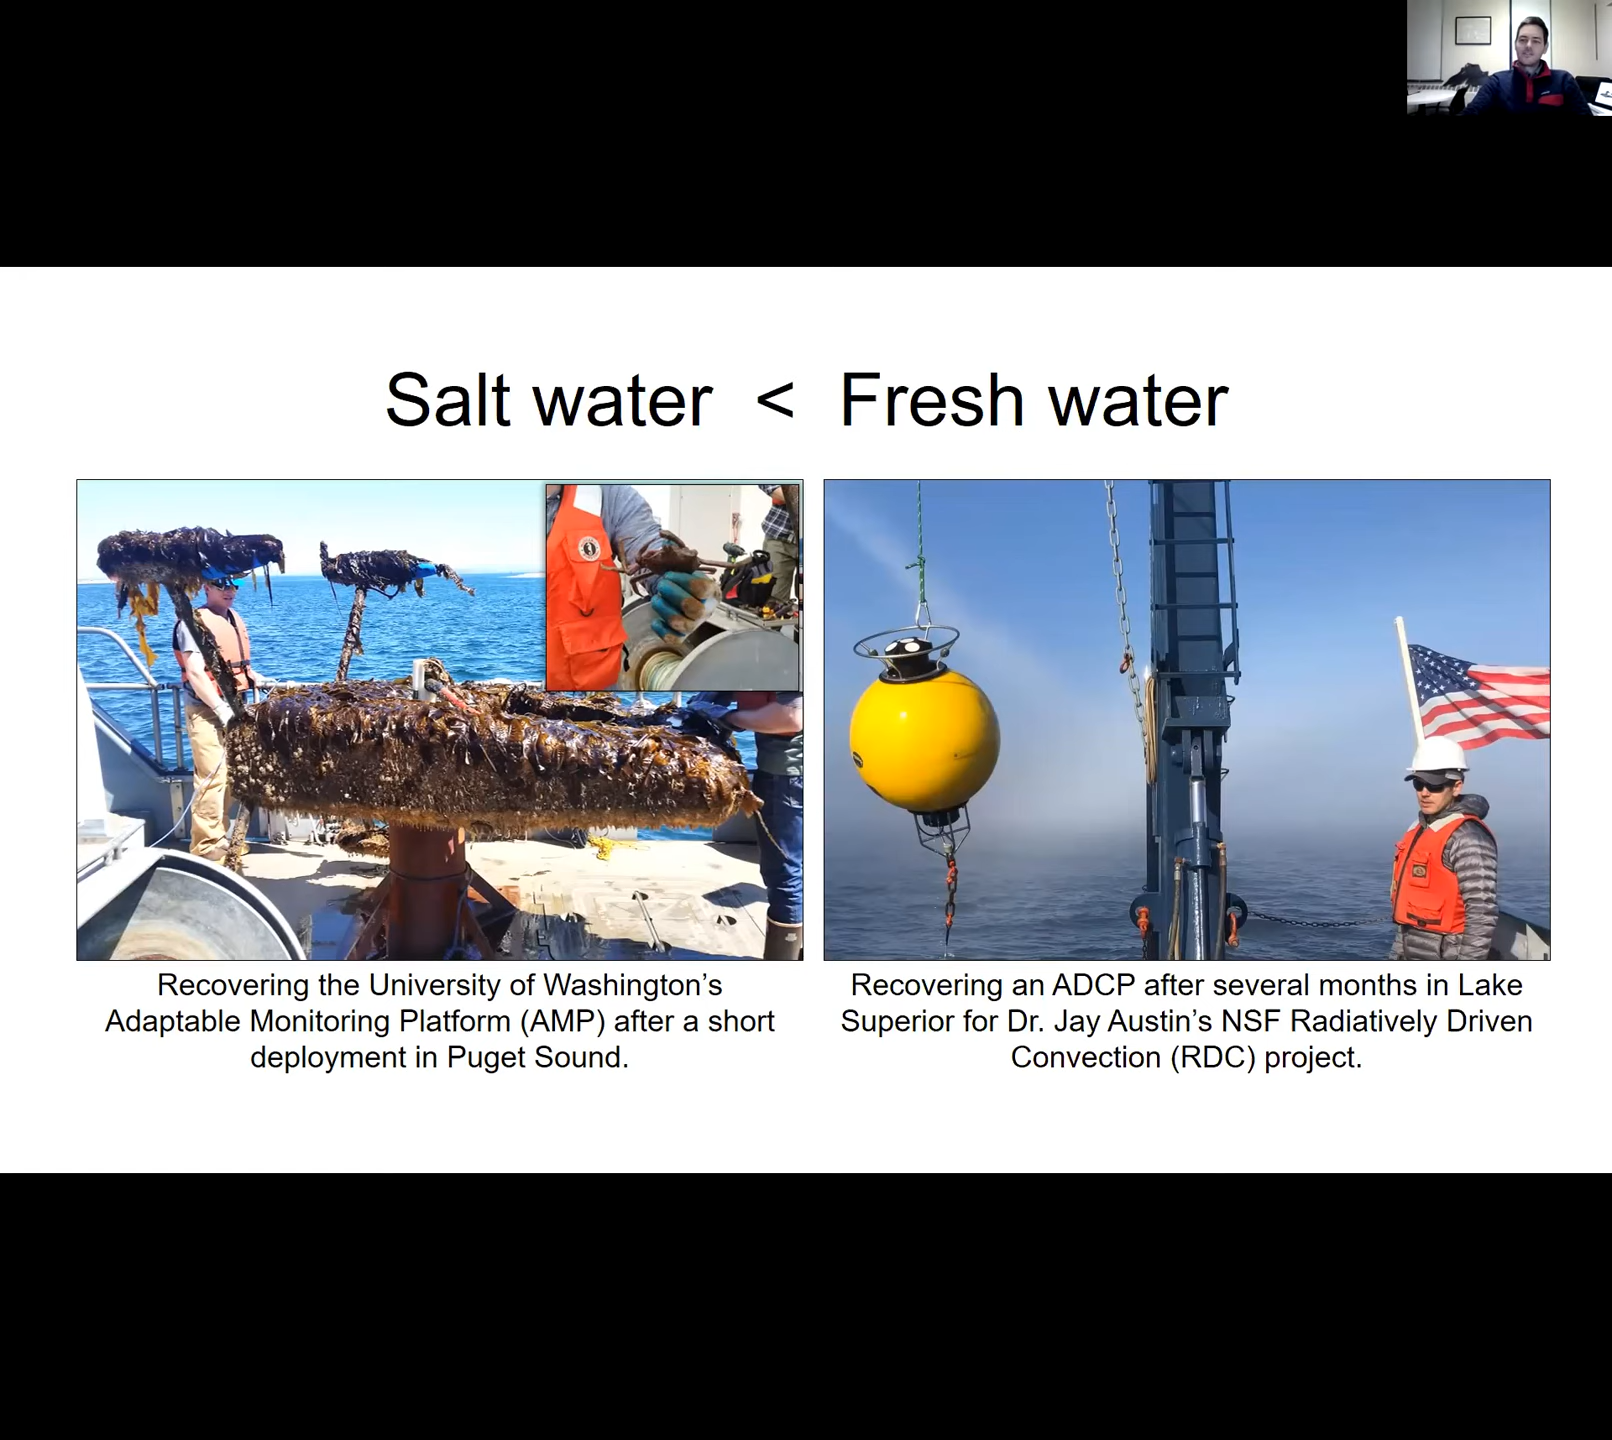 Salt water < Fresh water
Recovering the University of Washington's
Adaptable Monitoring Platform (AMP) after a short
deployment in Puget Sound.
Recovering an ADCP after several months in Lake
Superior for Dr. Jay Austin's NSF Radiatively Driven
Convection (RDC) project.